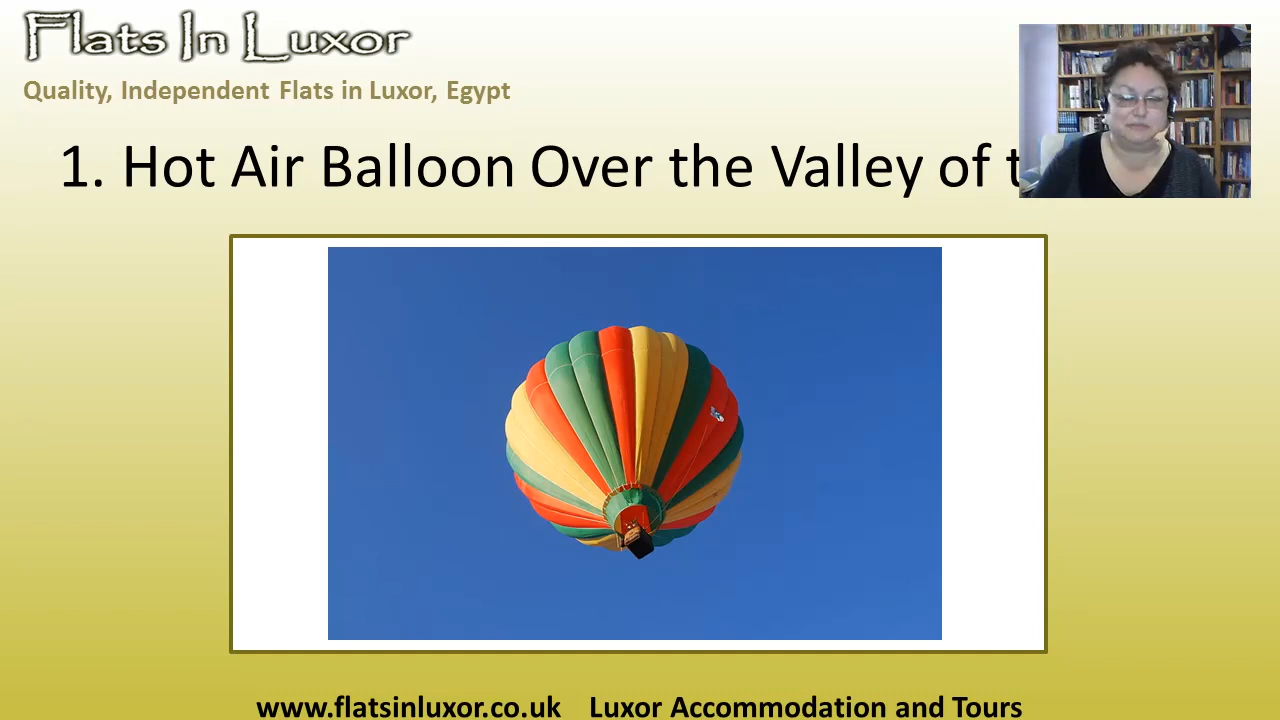 Flats In Luxor
Quality, Independent Flats in Luxor, Egypt
1. Hot Air Balloon Over the Valley of
www.flatsinluxor.co.uk Luxor Accommodation and Tours